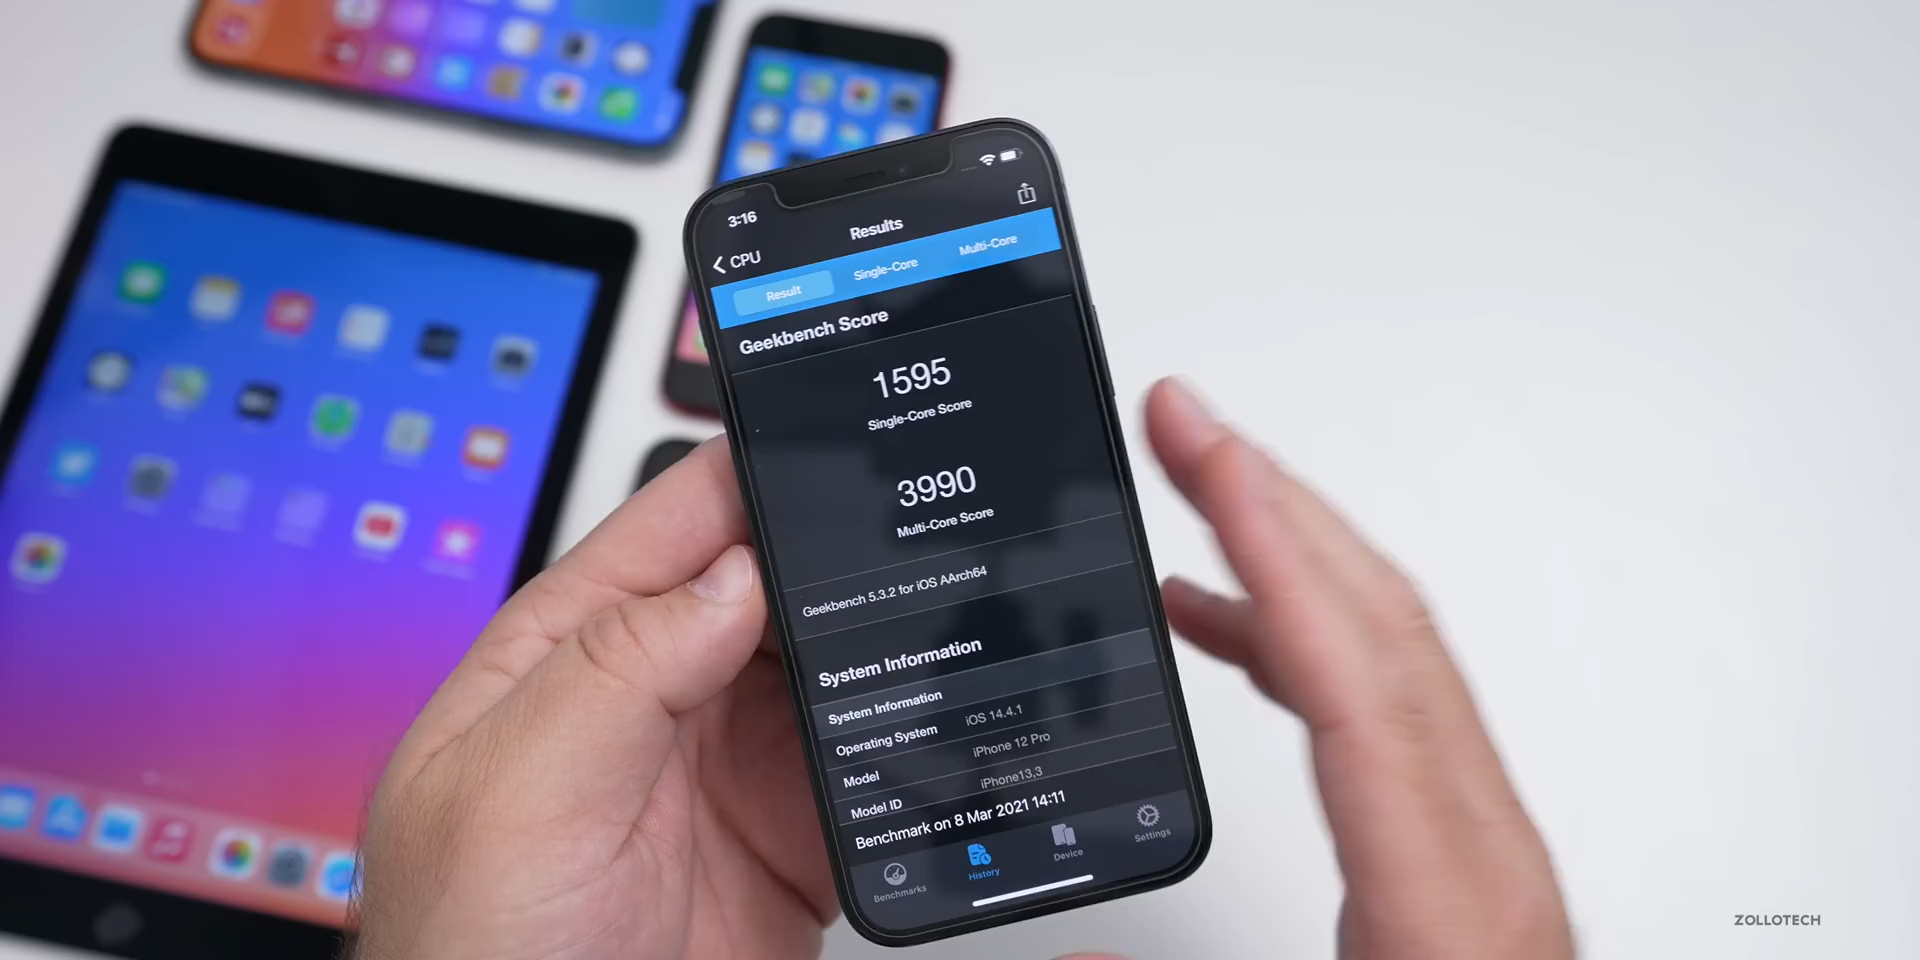 3:16
CPU
Results
Result
Single-Core
Multi-Core
Geekbench Score
1595
Single-Core Score
3990
Multi-Core Score
Geekbench 5.3.2 for iOS AArch64
System Information
System Information
Operating System iOS 14.4.1
Model iPhone 12 Pro
Model ID iPhone13,3
Benchmark on 8 Mar 2021 14:11
Benchmarks
History
Device
Settings
ZOLLOTECH